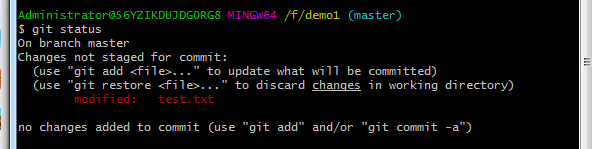 Administrator@56YZIKDUJDGORG8 MINGW64 /f/demo1 (master)
$ git status
On branch master
Changes not staged for commit:
  (use "git add <file>..." to update what will be committed)
  (use "git restore <file>..." to discard changes in working directory)
        modified:   test.txt

no changes added to commit (use "git add" and/or "git commit -a")